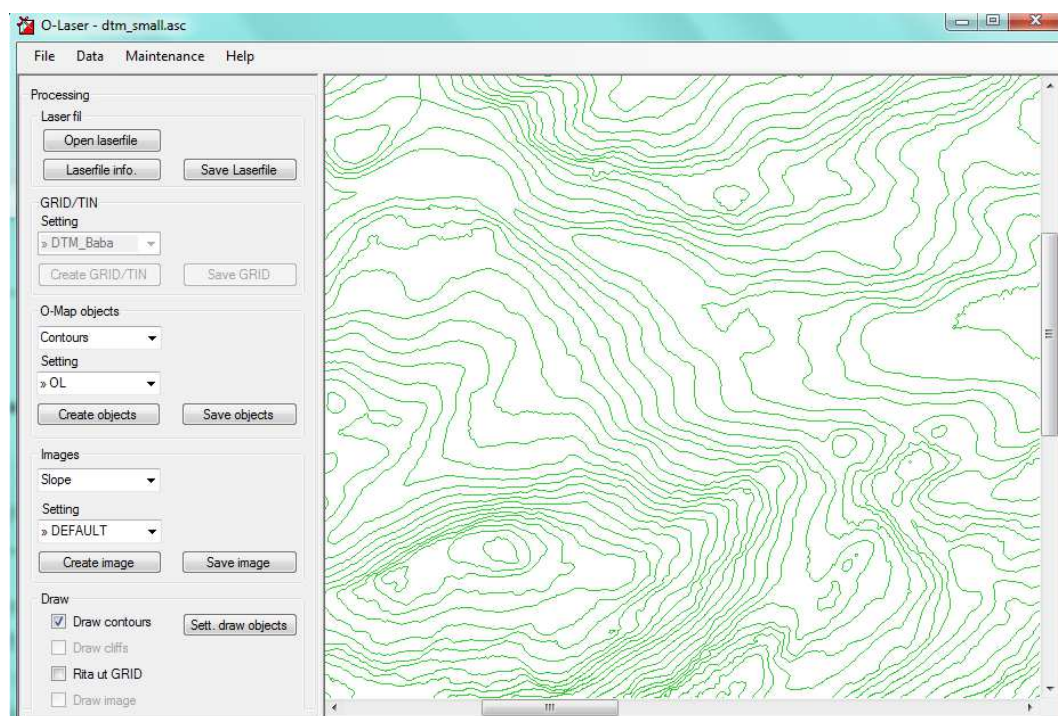 O-Laser - dtm_small.asc
File Data Maintenance Help
Processing
Laser fil
Open laserfile
Laserfile info. Save Laserfile
GRID/TIN
Setting
» DTM_Baba
Create GRID/TIN Save GRID
O-Map objects
Contours
Setting
» OL
Create objects Save objects
Images
Slope
Setting
» DEFAULT
Create image Save image
Draw
Draw contours Sett. draw objects
Draw cliffs
Rita ut GRID
Draw image